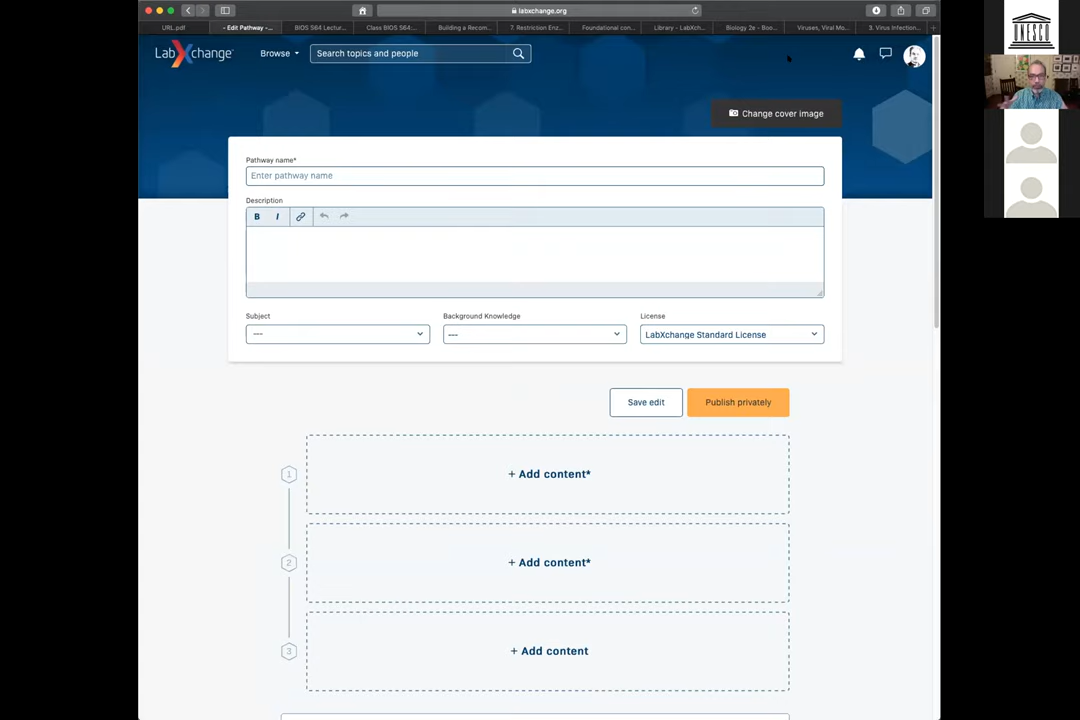 labxchange.org
URL.pdf
- Edit Pathway -...
BIOS S64 Lectur...
Class BIOS S64:...
Building a Recom...
7: Restriction Enz...
Foundational con...
Library - LabXch...
Biology 2e - Boo...
Viruses, Viral Mo...
3. Virus Infection...
LabXchange
Browse
Search topics and people
UNESCO
Change cover image
Pathway name*
Enter pathway name
Description
B I
Subject
Background Knowledge
License
---
---
LabXchange Standard License
Save edit
Publish privately
1
+ Add content*
2
+ Add content*
3
+ Add content